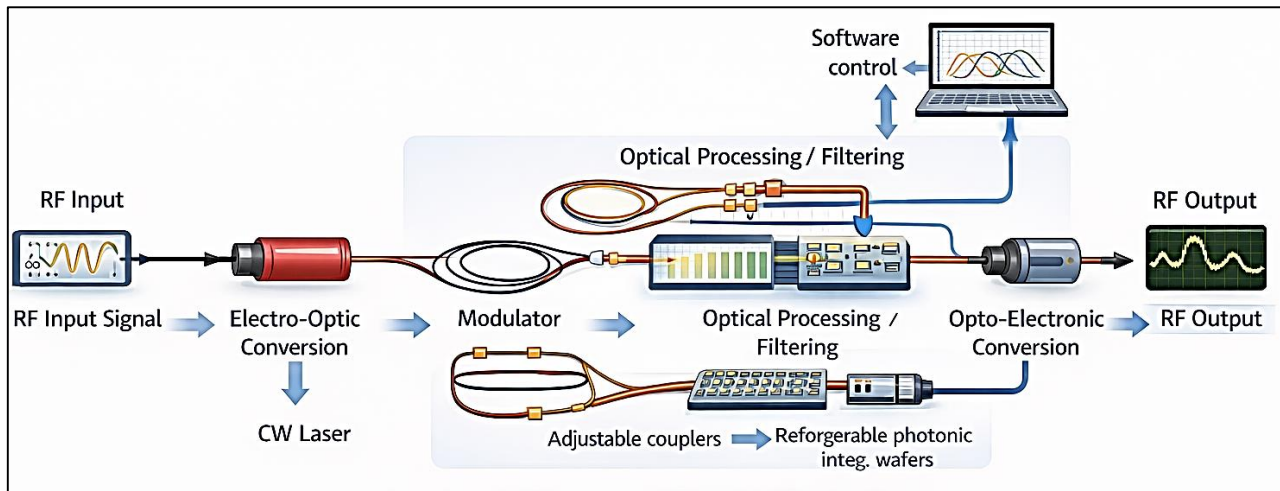 Software
control
Optical Processing / Filtering
RF Input
RF Output
RF Input Signal
Electro-Optic
Conversion
Modulator
Optical Processing /
Filtering
Opto-Electronic
Conversion
RF Output
CW Laser
Adjustable couplers
Reforgerable photonic
integ. wafers